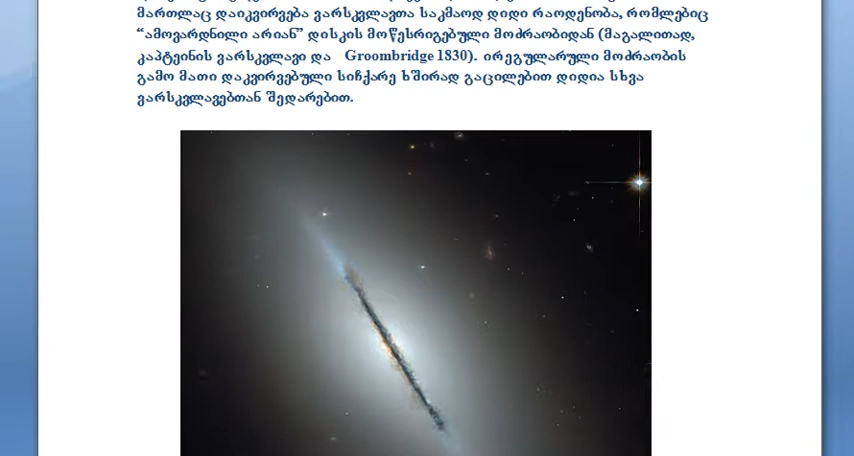 მართლაც დაიკვირვება ვარსკვლავთა საკმაოდ დიდი რაოდენობა, რომლებიც
“ამოვარდნილი არიან” დისკის მოწესრიგებული მოძრაობიდან (მაგალითად,
კაპტეინის ვარსკვლავი და Groombridge 1830). ირეგულარული მოძრაობის
გამო მათი დაკვირვებული სიჩქარე ხშირად გაცილებით დიდია სხვა
ვარსკვლავებთან შედარებით.